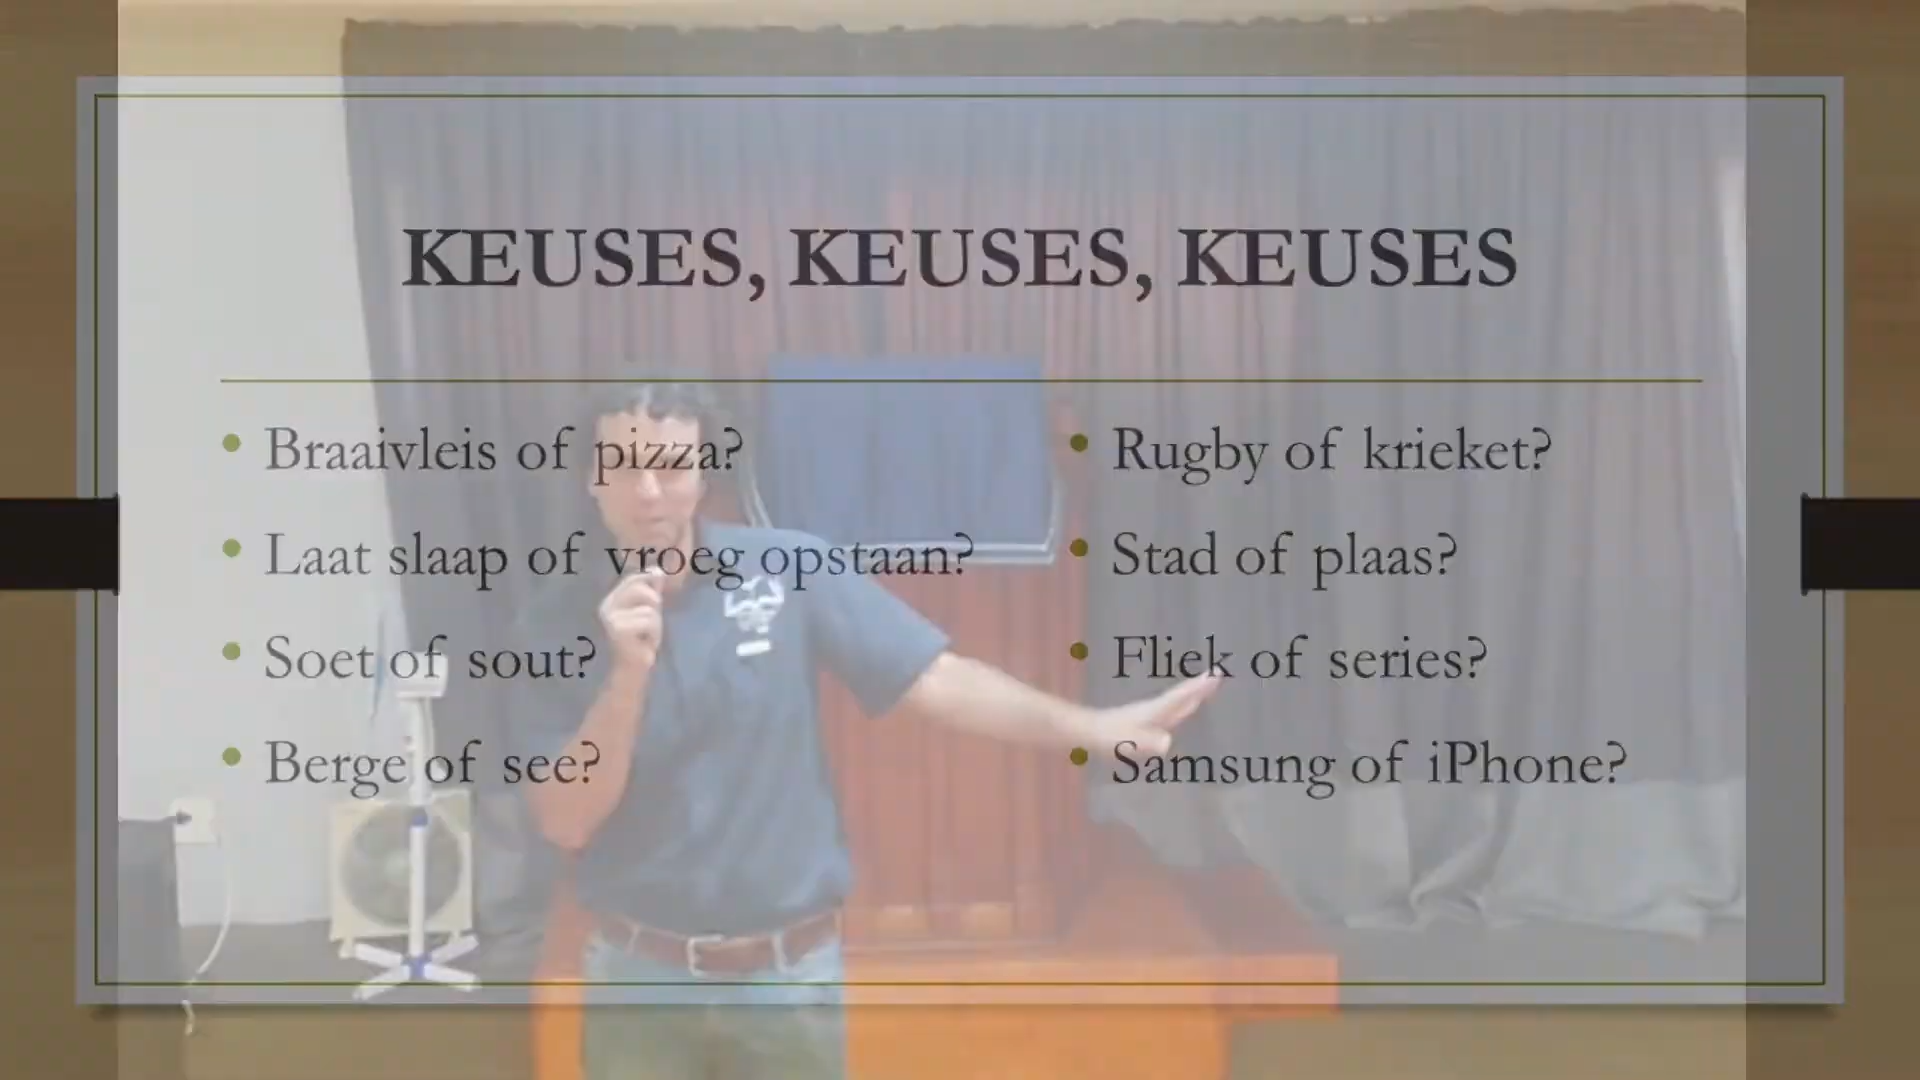 KEUSES, KEUSES, KEUSES
Braaivleis of pizza?
Laat slaap of vroeg opstaan?
Soet of sout?
Berge of see?
Rugby of krieket?
Stad of plaas?
Fliek of series?
Samsung of iPhone?